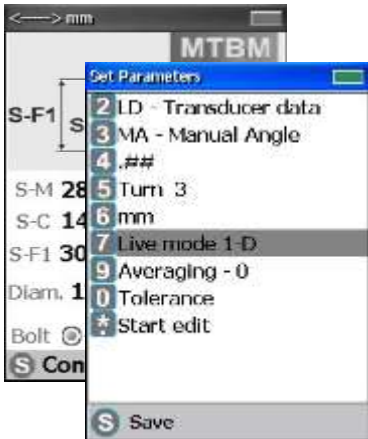 <----> mm
MTBM
S-F1
S
S-M 28
S-C 14
S-F1 30
Diam. 1
Bolt
S Con
Set Parameters
2 LD - Transducer data
3 MA - Manual Angle
4 .##
5 Turn 3
6 mm
7 Live mode 1-D
9 Averaging - 0
0 Tolerance
* Start edit
S Save